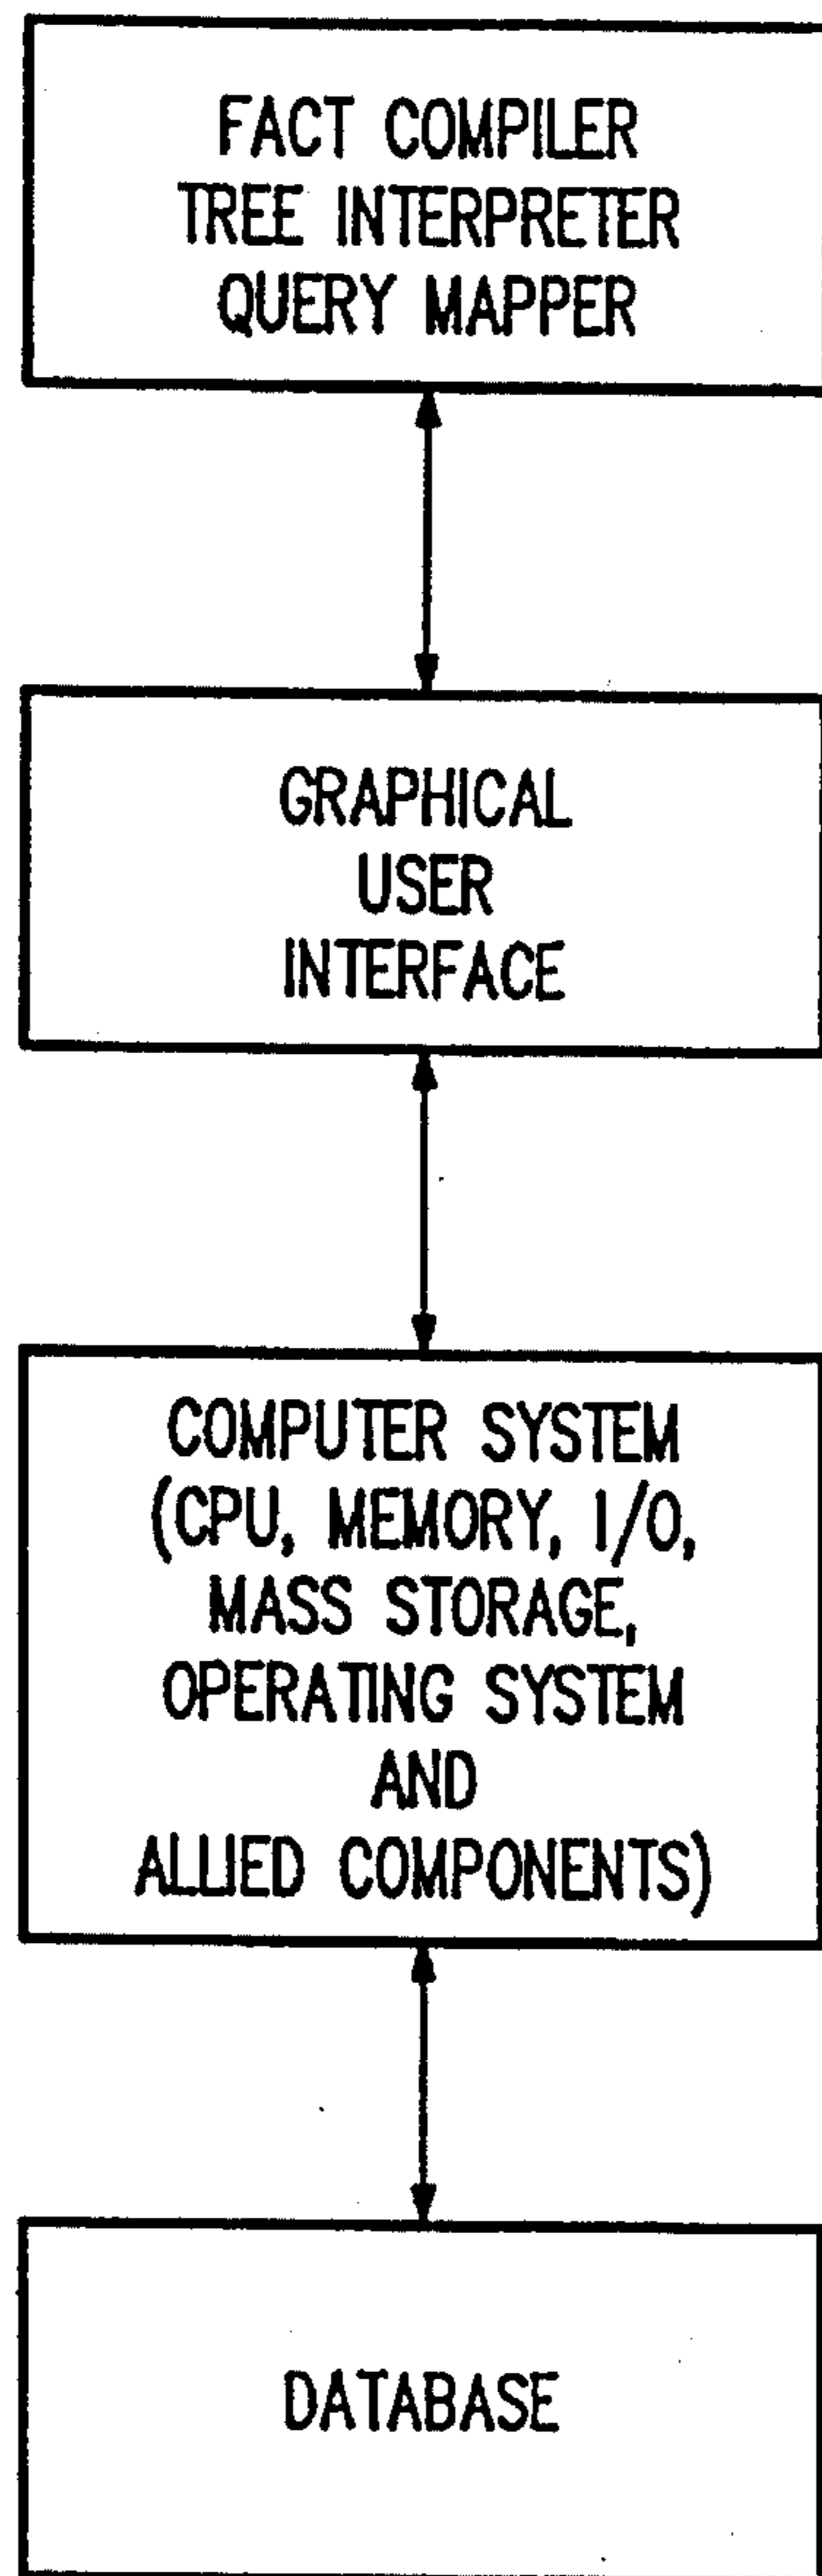 FACT COMPILER
TREE INTERPRETER
QUERY MAPPER
GRAPHICAL
USER
INTERFACE
COMPUTER SYSTEM
(CPU, MEMORY, I/O,
MASS STORAGE,
OPERATING SYSTEM
AND
ALLIED COMPONENTS)
DATABASE